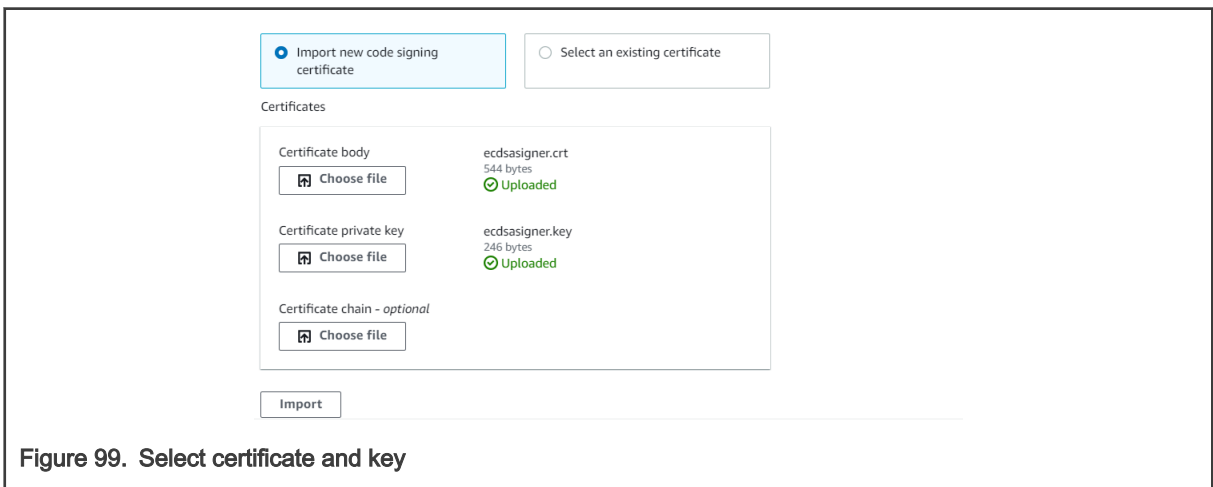 Import new code signing
certificate
Select an existing certificate
Certificates
Certificate body
Choose file
ecdsasigner.crt
544 bytes
Uploaded
Certificate private key
Choose file
ecdsasigner.key
246 bytes
Uploaded
Certificate chain - optional
Choose file
Import
Figure 99. Select certificate and key